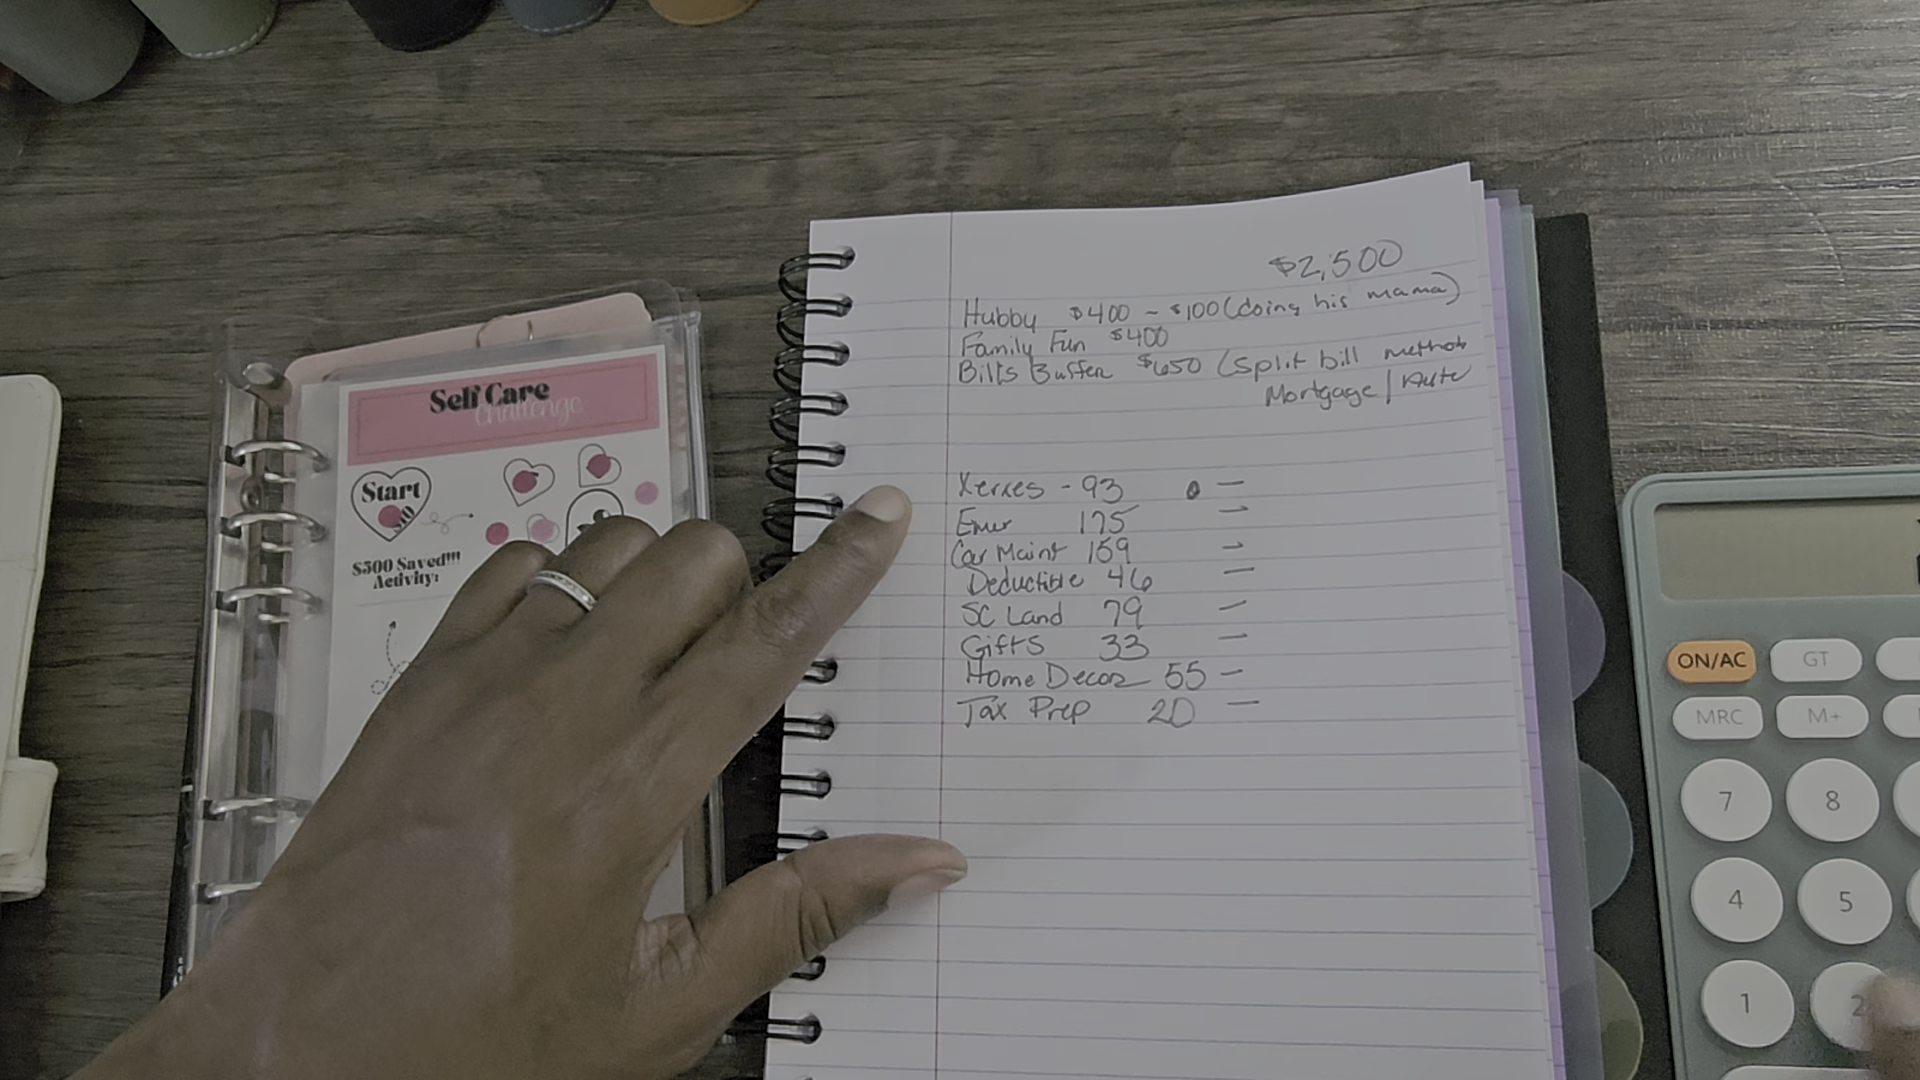 Self Care
Challenge
Start
$10
$500 Saved!!!
Activity:
$2,500
Hubby $400 - $100 (doing his mama)
Family Fun $400
Bills Buffer $650 (split bill method
Mortgage /
Xerxes - 93 —
Emer 175 —
Car Maint 159 —
Deductible 46 —
SC Land 79 —
Gifts 33 —
Home Decor 55 —
Tax Prep 20 —
ON/AC GT
MRC M+
7 8
4 5
1 2